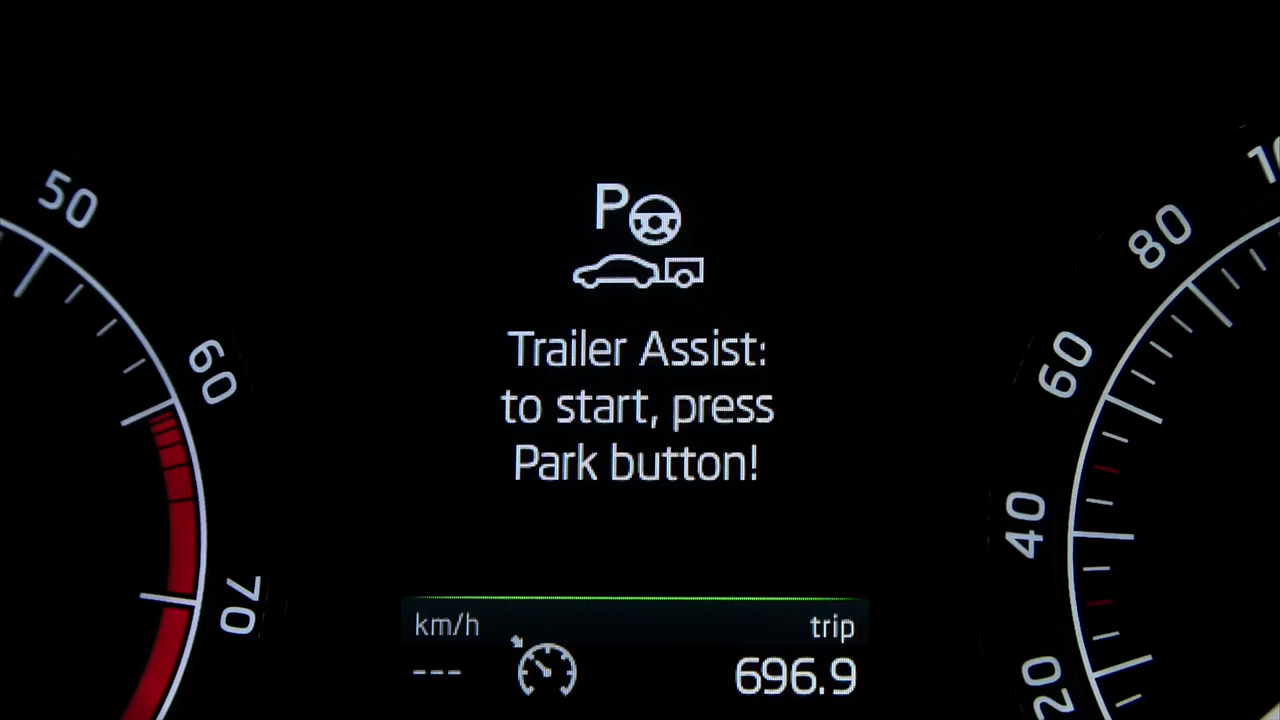 P
Trailer Assist:
to start, press
Park button!
km/h
trip
---
696.9
50
60
70
80
60
40
20